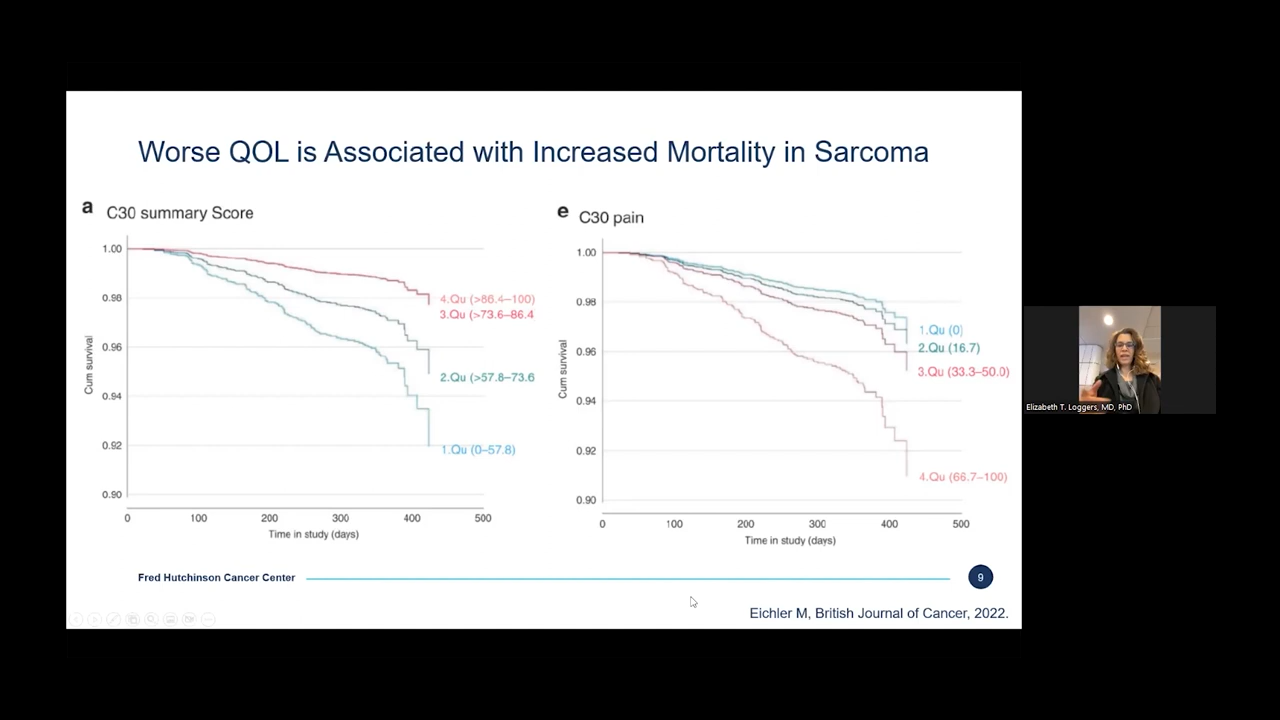 Worse QOL is Associated with Increased Mortality in Sarcoma
a C30 summary Score
1.00
0.98
0.96
0.94
0.92
0.90
Cum survival
4.Qu (>86.4–100)
3.Qu (>73.6–86.4
2.Qu (>57.8–73.6
1.Qu (0–57.8)
0 100 200 300 400 500
Time in study (days)
e C30 pain
1.00
0.98
0.96
0.94
0.92
0.90
Cum survival
1.Qu (0)
2.Qu (16.7)
3.Qu (33.3–50.0)
4.Qu (66.7–100)
0 100 200 300 400 500
Time in study (days)
Fred Hutchinson Cancer Center
9
Eichler M, British Journal of Cancer, 2022.
Elizabeth T. Loggers, MD, PhD